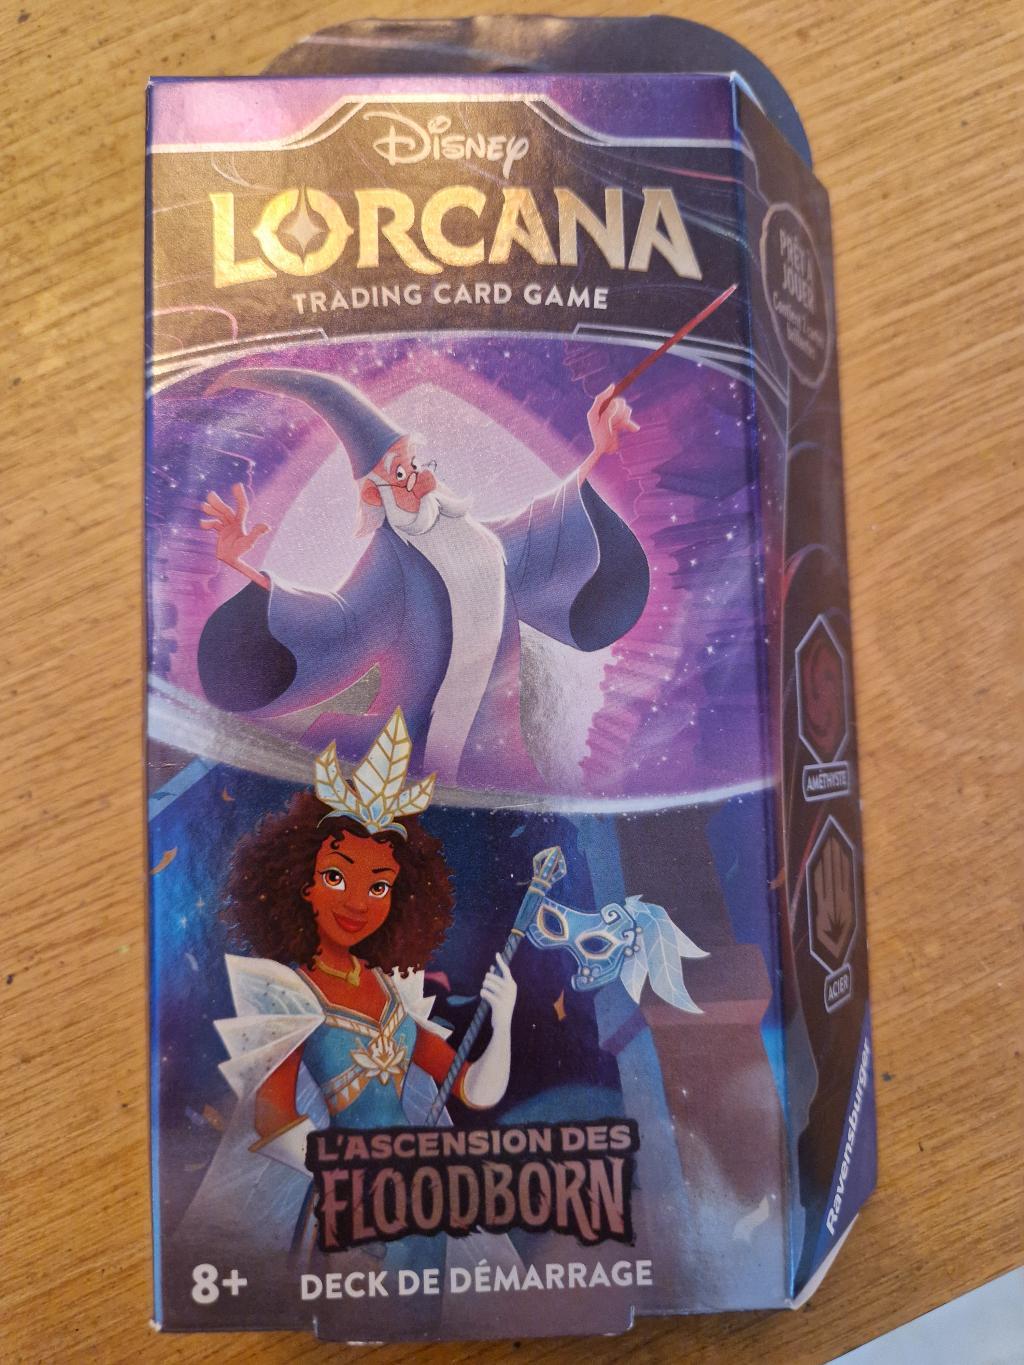 Disney
LORCANA
TRADING CARD GAME
PRÊT À
JOUER
AMÉTHYSTE
ACIER
Ravensburger
L'ASCENSION DES
FLOODBORN
8+ DECK DE DÉMARRAGE